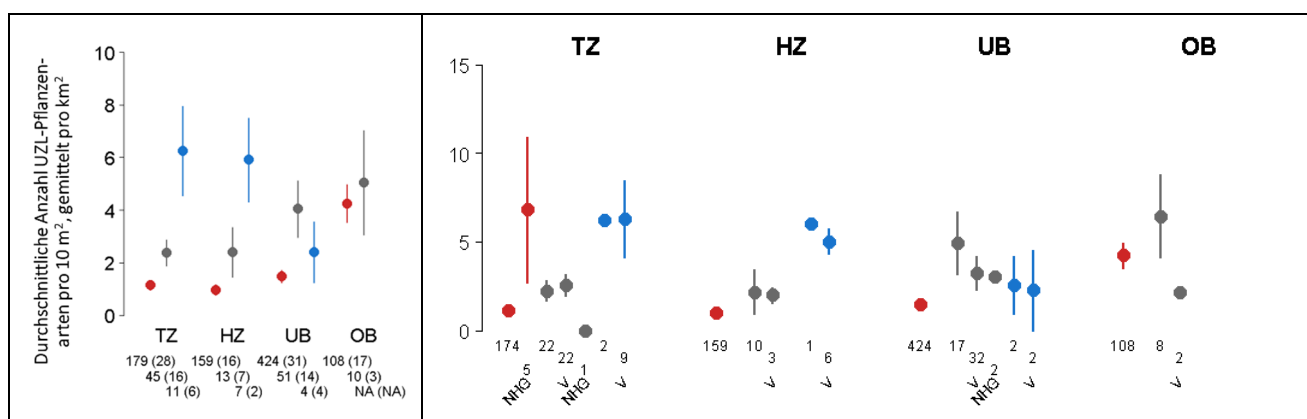 Durchschnittliche Anzahl UZL-Pflanzen-
arten pro 10 m², gemittelt pro km²
10
8
6
4
2
0
TZ HZ UB OB
179 (28) 159 (16) 424 (31) 108 (17)
45 (16) 13 (7) 51 (14) 10 (3)
11 (6) 7 (2) 4 (4) NA (NA)
TZ HZ UB OB
15
10
5
0
174 22 2 159 10 1 424 17 2 108 8
5 22 1 9 3 6 32 2 2 2
NHG V NHG V V V V NHG V V